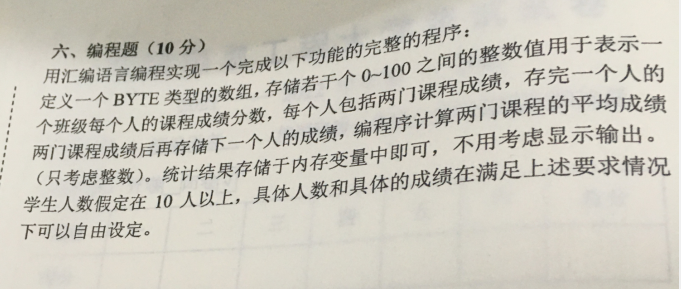 六、编程题（10 分）
用汇编语言编程实现一个完成以下功能的完整的程序：
定义一个 BYTE 类型的数组，存储若干个 0~100 之间的整数值用于表示一
个班级每个人的课程成绩分数，每个人包括两门课程成绩，存完一个人的
两门课程成绩后再存储下一个人的成绩，编程序计算两门课程的平均成绩
（只考虑整数）。统计结果存储于内存变量中即可，不用考虑显示输出。
学生人数假定在 10 人以上，具体人数和具体的成绩在满足上述要求情况
下可以自由设定。